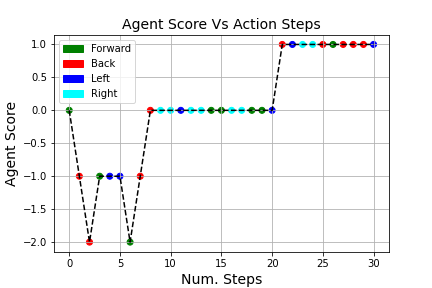 Agent Score Vs Action Steps
Forward
Back
Left
Right
Agent Score
1.0
0.5
0.0
−0.5
−1.0
−1.5
−2.0
0 5 10 15 20 25 30
Num. Steps